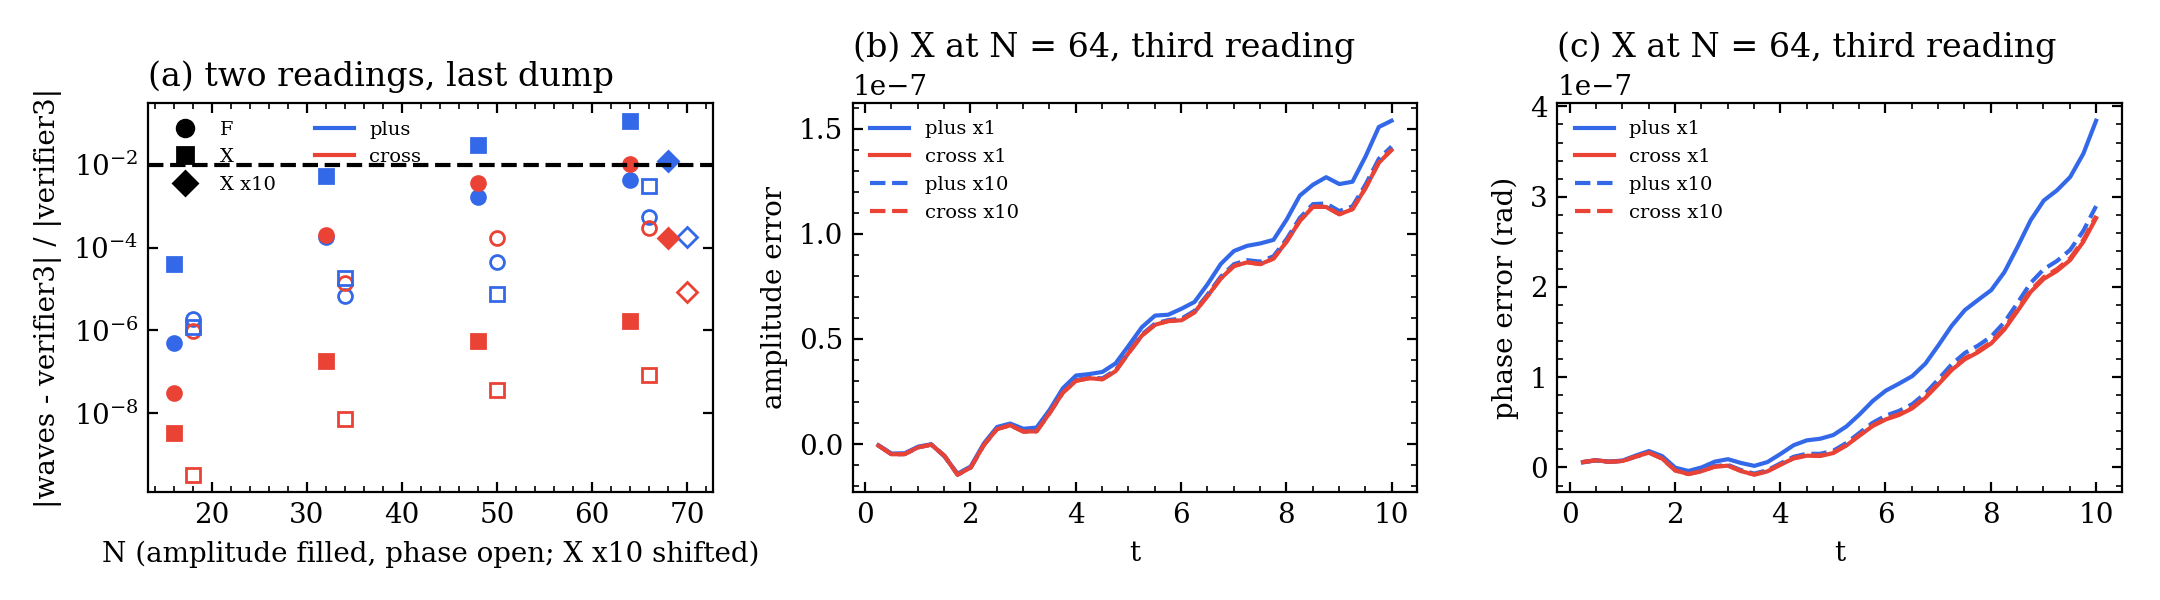 (a) two readings, last dump
|waves - verifier3| / |verifier3|
10⁻²
10⁻⁴
10⁻⁶
10⁻⁸
F
X
X x10
plus
cross
20 30 40 50 60 70
N (amplitude filled, phase open; X x10 shifted)
(b) X at N = 64, third reading
1e−7
amplitude error
1.5
1.0
0.5
0.0
plus x1
cross x1
plus x10
cross x10
0 2 4 6 8 10
t
(c) X at N = 64, third reading
1e−7
phase error (rad)
4
3
2
1
0
plus x1
cross x1
plus x10
cross x10
0 2 4 6 8 10
t